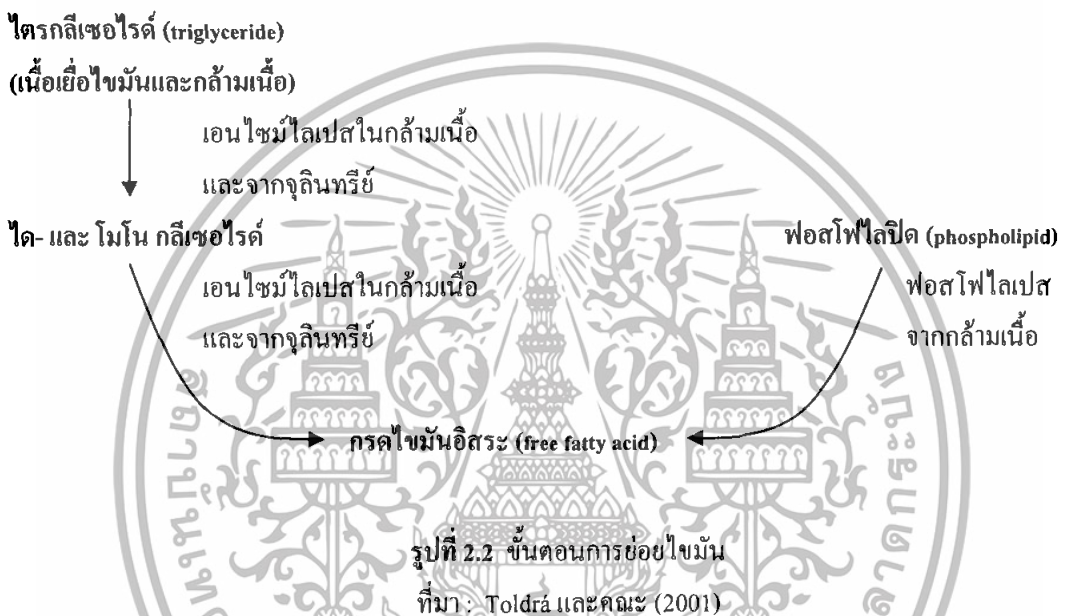 ไตรกลีเซอไรด์ (triglyceride)
(เนื้อเยื่อไขมันและกล้ามเนื้อ)
เอนไซม์ไลเปสในกล้ามเนื้อ
และจากจุลินทรีย์
ได- และ โมโน กลีเซอไรด์
ฟอสโฟไลปิด (phospholipid)
เอนไซม์ไลเปสในกล้ามเนื้อ
และจากจุลินทรีย์
ฟอสโฟไลเปส
จากกล้ามเนื้อ
กรดไขมันอิสระ (free fatty acid)
รูปที่ 2.2 ขั้นตอนการย่อยไขมัน
ที่มา : Toldrá และคณะ (2001)